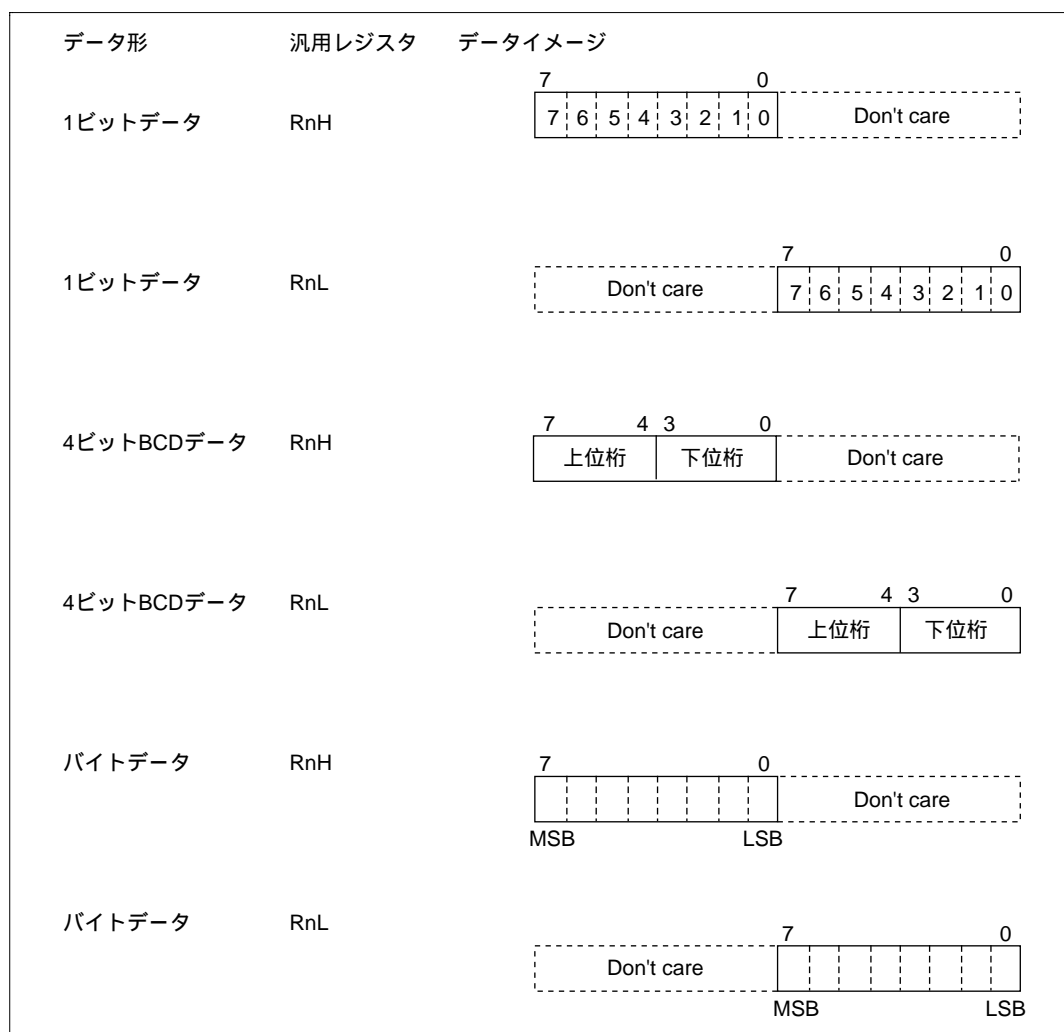 データ形 汎用レジスタ データイメージ
7 0
1ビットデータ RnH 7 6 5 4 3 2 1 0 Don't care
7 0
1ビットデータ RnL Don't care 7 6 5 4 3 2 1 0
7 4 3 0
4ビットBCDデータ RnH 上位桁 下位桁 Don't care
7 4 3 0
4ビットBCDデータ RnL Don't care 上位桁 下位桁
バイトデータ RnH 7 0
Don't care
MSB LSB
バイトデータ RnL 7 0
Don't care
MSB LSB